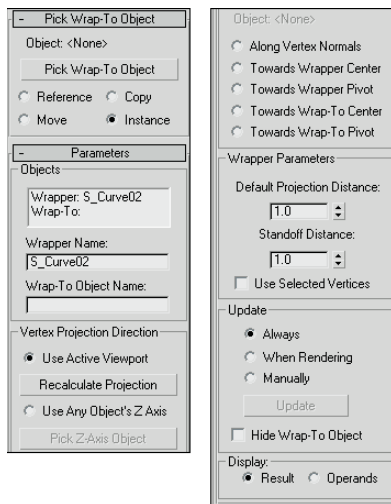 - Pick Wrap-To Object
Object: <None>
Pick Wrap-To Object
Reference Copy
Move Instance
- Parameters
Objects
Wrapper: S_Curve02
Wrap-To:
Wrapper Name:
S_Curve02
Wrap-To Object Name:
Vertex Projection Direction
Use Active Viewport
Recalculate Projection
Use Any Object's Z Axis
Pick Z-Axis Object
Object: <None>
Along Vertex Normals
Towards Wrapper Center
Towards Wrapper Pivot
Towards Wrap-To Center
Towards Wrap-To Pivot
Wrapper Parameters
Default Projection Distance:
1.0
Standoff Distance:
1.0
Use Selected Vertices
Update
Always
When Rendering
Manually
Update
Hide Wrap-To Object
Display:
Result Operands